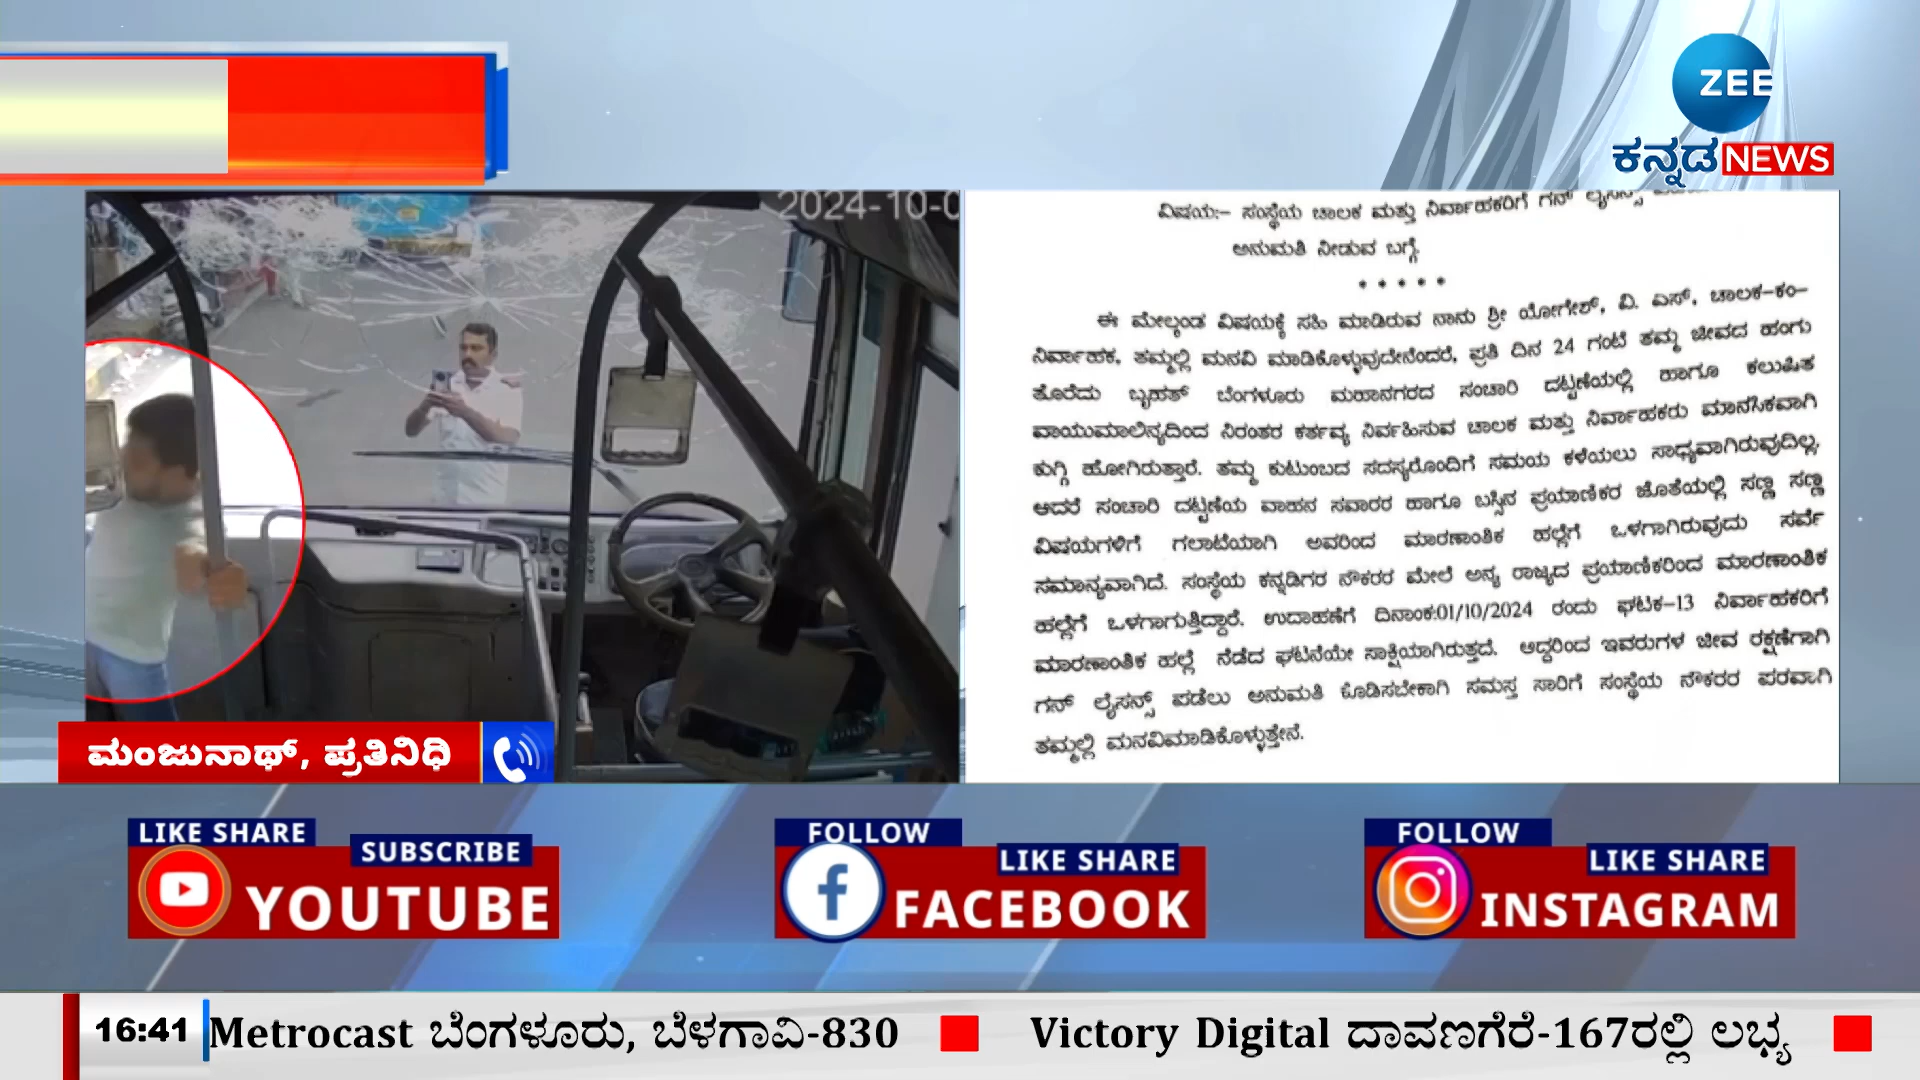 ZEE
ಕನ್ನಡ NEWS
2024-10-0
ವಿಷಯ:- ಸಂಸ್ಥೆಯ ಚಾಲಕ ಮತ್ತು ನಿರ್ವಾಹಕರಿಗೆ ಗನ್ ಲೈಸನ್ಸ್
ಅನುಮತಿ ನೀಡುವ ಬಗ್ಗೆ.
* * * * *
ಈ ಮೇಲ್ಕಂಡ ವಿಷಯಕ್ಕೆ ಸಹಿ ಮಾಡಿರುವ ನಾನು ಶ್ರೀ ಯೋಗೇಶ್, ವಿ. ಎಸ್, ಚಾಲಕ-ಕಂ-
ನಿರ್ವಾಹಕ, ತಮ್ಮಲ್ಲಿ ಮನವಿ ಮಾಡಿಕೊಳ್ಳುವುದೇನೆಂದರೆ, ಪ್ರತಿ ದಿನ 24 ಗಂಟೆ ತಮ್ಮ ಜೀವದ ಹಂಗು
ತೊರೆದು ಬೃಹತ್ ಬೆಂಗಳೂರು ಮಹಾನಗರದ ಸಂಚಾರಿ ದಟ್ಟಣೆಯಲ್ಲಿ ಹಾಗೂ ಕಲುಷಿತ
ವಾಯುಮಾಲಿನ್ಯದಿಂದ ನಿರಂತರ ಕರ್ತವ್ಯ ನಿರ್ವಹಿಸುವ ಚಾಲಕ ಮತ್ತು ನಿರ್ವಾಹಕರು ಮಾನಸಿಕವಾಗಿ
ಕುಗ್ಗಿ ಹೋಗಿರುತ್ತಾರೆ. ತಮ್ಮ ಕುಟುಂಬದ ಸದಸ್ಯರೊಂದಿಗೆ ಸಮಯ ಕಳೆಯಲು ಸಾಧ್ಯವಾಗಿರುವುದಿಲ್ಲ.
ಆದರೆ ಸಂಚಾರಿ ದಟ್ಟಣೆಯ ವಾಹನ ಸವಾರರ ಹಾಗೂ ಬಸ್ಸಿನ ಪ್ರಯಾಣಿಕರ ಜೊತೆಯಲ್ಲಿ ಸಣ್ಣ ಸಣ್ಣ
ವಿಷಯಗಳಿಗೆ ಗಲಾಟೆಯಾಗಿ ಅವರಿಂದ ಮಾರಣಾಂತಿಕ ಹಲ್ಲೆಗೆ ಒಳಗಾಗಿರುವುದು ಸರ್ವೆ
ಸಮಾನ್ಯವಾಗಿದೆ. ಸಂಸ್ಥೆಯ ಕನ್ನಡಿಗರ ನೌಕರರ ಮೇಲೆ ಅನ್ಯ ರಾಜ್ಯದ ಪ್ರಯಾಣಿಕರಿಂದ ಮಾರಣಾಂತಿಕ
ಹಲ್ಲೆಗೆ ಒಳಗಾಗುತ್ತಿದ್ದಾರೆ. ಉದಾಹಣೆಗೆ ದಿನಾಂಕ:01/10/2024 ರಂದು ಘಟಕ-13 ನಿರ್ವಾಹಕರಿಗೆ
ಮಾರಣಾಂತಿಕ ಹಲ್ಲೆ ನಡೆದ ಘಟನೆಯೇ ಸಾಕ್ಷಿಯಾಗಿರುತ್ತದೆ. ಆದ್ದರಿಂದ ಇವರುಗಳ ಜೀವ ರಕ್ಷಣೆಗಾಗಿ
ಗನ್ ಲೈಸನ್ಸ್ ಪಡೆಲು ಅನುಮತಿ ಕೊಡಿಸಬೇಕಾಗಿ ಸಮಸ್ತ ಸಾರಿಗೆ ಸಂಸ್ಥೆಯ ನೌಕರರ ಪರವಾಗಿ
ತಮ್ಮಲ್ಲಿ ಮನವಿಮಾಡಿಕೊಳ್ಳುತ್ತೇನೆ.
ಮಂಜುನಾಥ್, ಪ್ರತಿನಿಧಿ
LIKE SHARE
SUBSCRIBE
YOUTUBE
FOLLOW
LIKE SHARE
FACEBOOK
FOLLOW
LIKE SHARE
INSTAGRAM
16:41 Metrocast ಬೆಂಗಳೂರು, ಬೆಳಗಾವಿ-830 Victory Digital ದಾವಣಗೆರೆ-167ರಲ್ಲಿ ಲಭ್ಯ